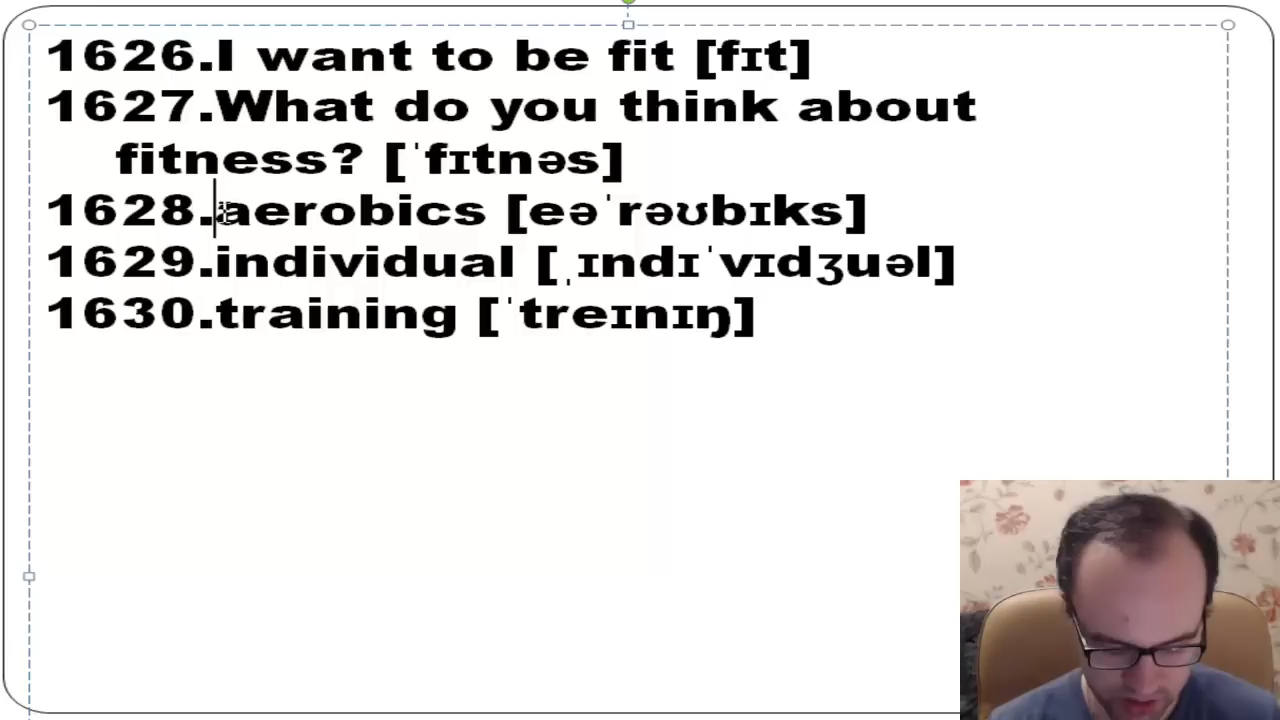 1626.I want to be fit [fɪt]
1627.What do you think about
fitness? [ˈfɪtnəs]
1628.aerobics [eəˈrəʊbɪks]
1629.individual [ˌɪndɪˈvɪdʒuəl]
1630.training [ˈtreɪnɪŋ]